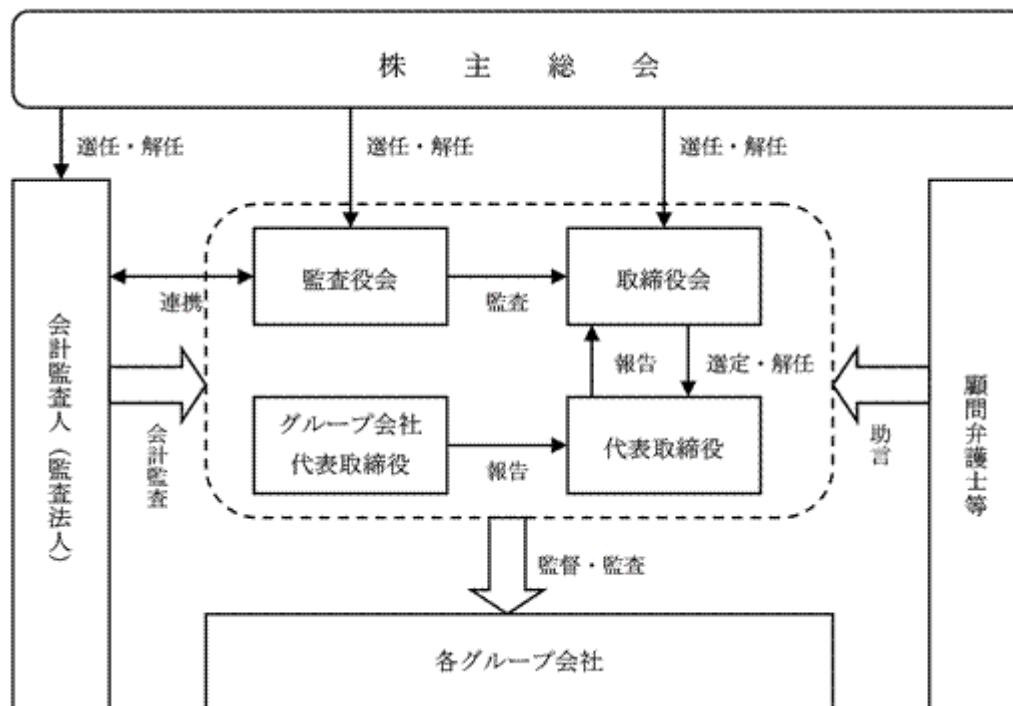 株主総会
選任・解任
選任・解任
選任・解任
監査役会
取締役会
連携
監査
報告
選定・解任
グループ会社
代表取締役
報告
代表取締役
会計監査人（監査法人）
会計監査
助言
顧問弁護士等
監督・監査
各グループ会社